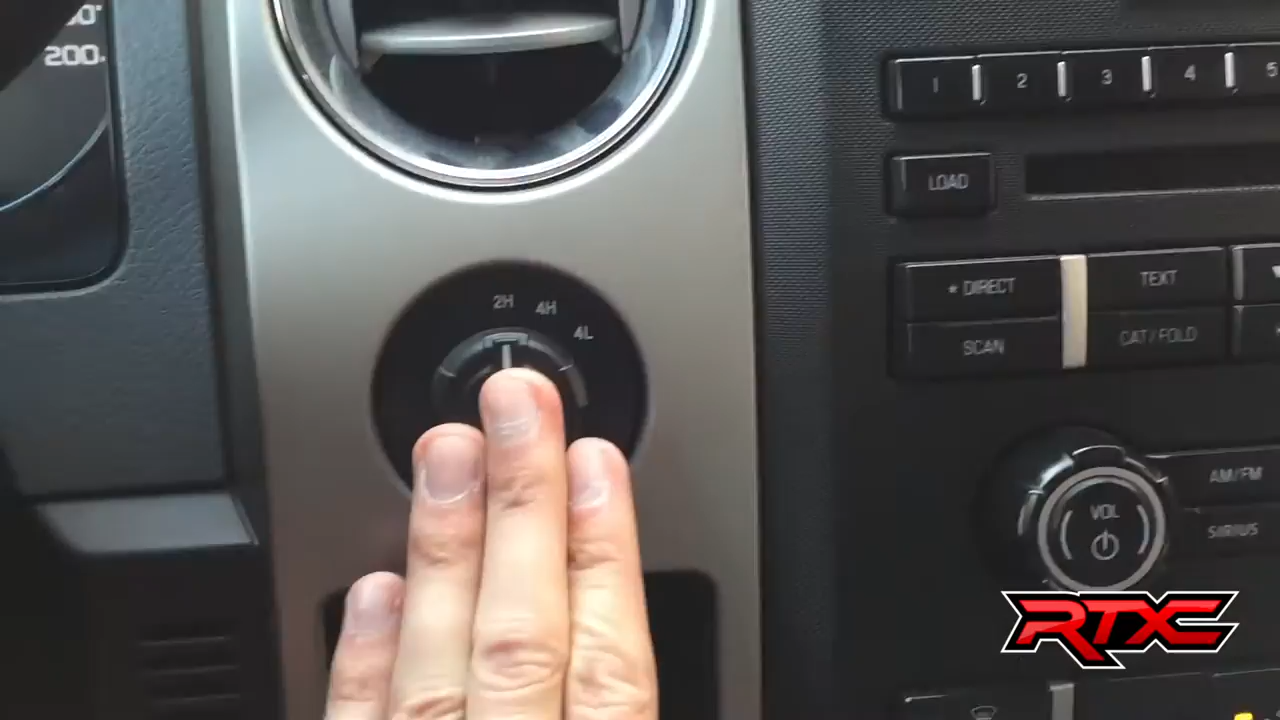 200
1 2 3 4 5
LOAD
2H 4H 4L
* DIRECT TEXT
SCAN CAT/FOLD
VOL
AM/FM
SIRIUS
RTXC